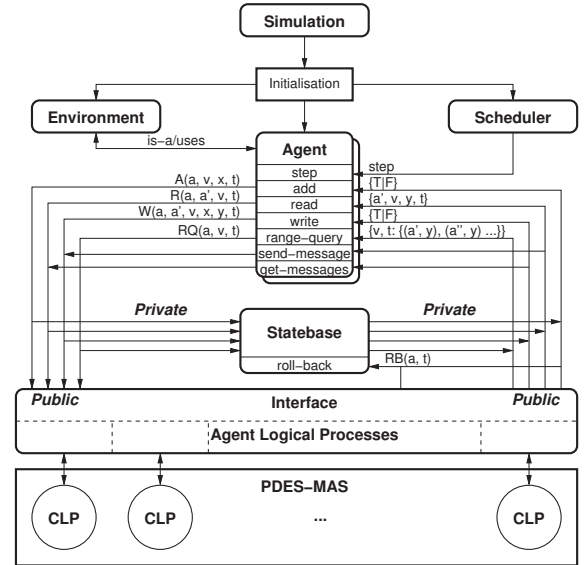 Simulation
Initialisation
Environment
Scheduler
is−a/uses
Agent
step
step
A(a, v, x, t)
add
{T|F}
R(a, a', v, t)
read
{a', v, y, t}
W(a, a', v, x, y, t)
write
{T|F}
RQ(a, v, t)
range−query
{v, t: {(a', y), (a'', y) ...}}
send−message
get−messages
Private
Private
Statebase
roll−back
RB(a, t)
Public
Interface
Public
Agent Logical Processes
PDES−MAS
CLP
CLP
...
CLP